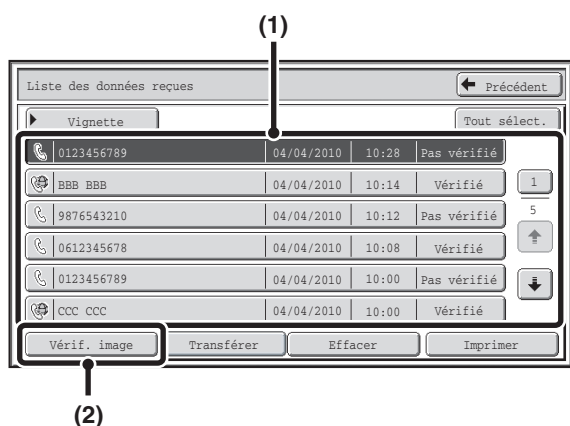 (1)
Liste des données reçues Précédent
Vignette Tout sélect.
0123456789 04/04/2010 10:28 Pas vérifié
BBB BBB 04/04/2010 10:14 Vérifié 1
9876543210 04/04/2010 10:12 Pas vérifié 5
0612345678 04/04/2010 10:08 Vérifié
0123456789 04/04/2010 10:00 Pas vérifié
CCC CCC 04/04/2010 10:00 Vérifié
Vérif. image Transférer Effacer Imprimer
(2)